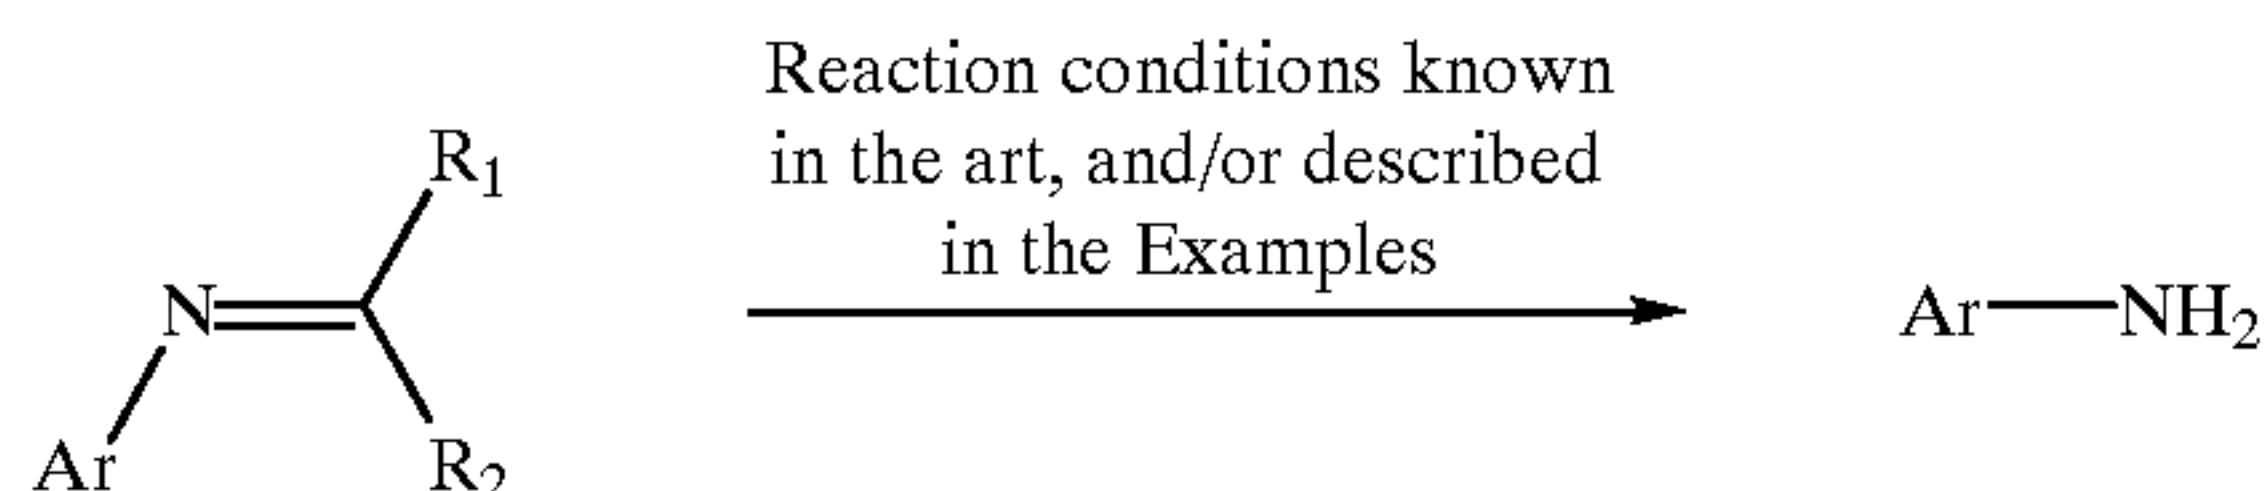 Reaction conditions known
in the art, and/or described
in the Examples
R1
N
Ar
R2
Ar—NH2